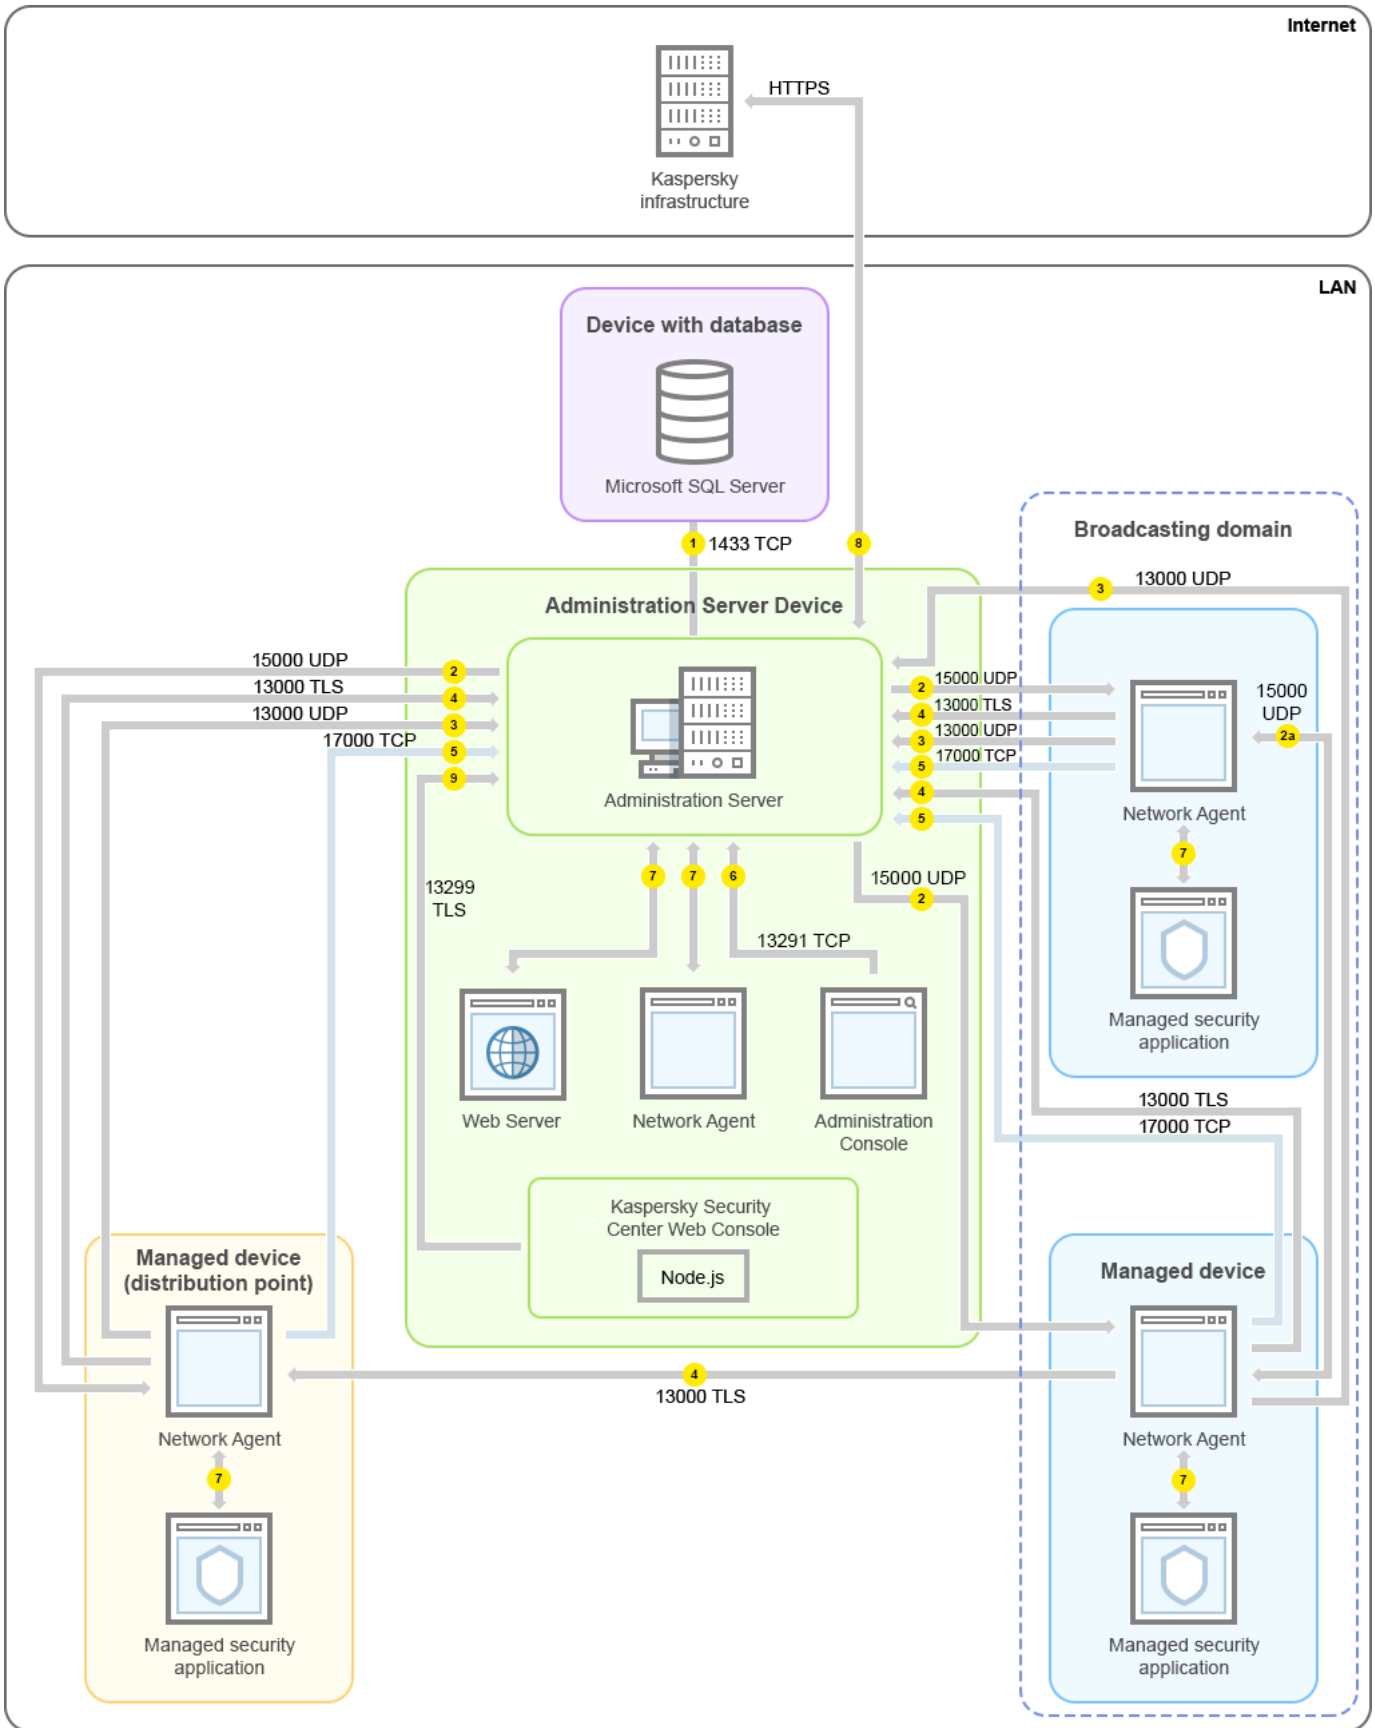 Internet
HTTPS
Kaspersky
infrastructure
LAN
Device with database
Microsoft SQL Server
1
1433 TCP
8
Broadcasting domain
3
13000 UDP
Administration Server Device
15000 UDP
2
13000 TLS
4
13000 UDP
3
17000 TCP
5
9
Administration Server
2
15000 UDP
4
13000 TLS
3
13000 UDP
5
17000 TCP
4
5
15000
UDP
2a
Network Agent
7
Managed security
application
13299
TLS
7
7
6
15000 UDP
2
13291 TCP
Web Server
Network Agent
Administration
Console
13000 TLS
17000 TCP
Kaspersky Security
Center Web Console
Node.js
Managed device
(distribution point)
Network Agent
7
Managed security
application
4
13000 TLS
Managed device
Network Agent
7
Managed security
application